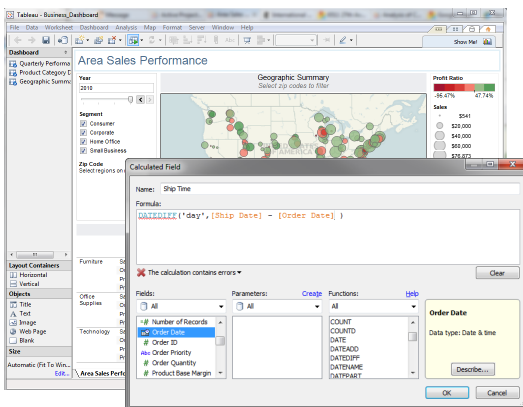 Tableau - Business_Dashboard
File Data Worksheet Dashboard Analysis Map Format Server Window Help
Show Me!
Dashboard
Quarterly Performa
Product Category D
Geographic Summa
Area Sales Performance
Year
2010
Segment
Consumer
Corporate
Home Office
Small Business
Zip Code
Select regions on
Geographic Summary
Select zip codes to filter
Profit Ratio
-95.47% 47.74%
Sales
$541
$20,000
$40,000
$60,000
$76,673
Calculated Field
Name: Ship Time
Formula:
DATEDIFF('day',[Ship Date] - [Order Date] )
The calculation contains errors
Clear
Fields:
All
Number of Records
Order Date
Order ID
Abc Order Priority
Order Quantity
Product Base Margin
Parameters: Create
All
Functions: Help
All
COUNT
COUNTD
DATE
DATEADD
DATEDIFF
DATENAME
DATEPART
Order Date
Data type: Date & time
Describe...
OK Cancel
Layout Containers
Horizontal
Vertical
Objects
Title
Text
Image
Web Page
Blank
Size
Automatic (Fit To Win...
Edit...
Furniture
Office
Supplies
Technology
Area Sales Perfo